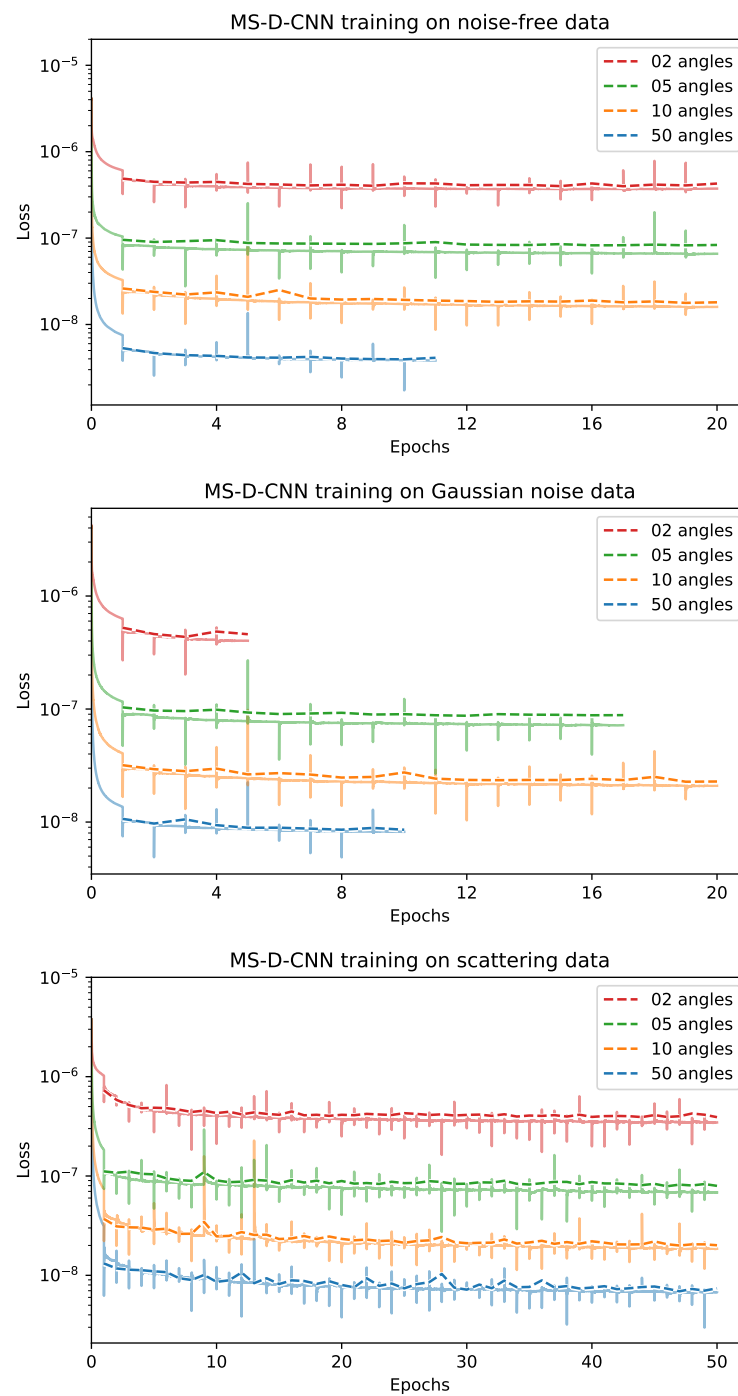 MS-D-CNN training on noise-free data
10⁻⁵
10⁻⁶
10⁻⁷
10⁻⁸
Loss
02 angles
05 angles
10 angles
50 angles
0 4 8 12 16 20
Epochs
MS-D-CNN training on Gaussian noise data
10⁻⁶
10⁻⁷
10⁻⁸
Loss
02 angles
05 angles
10 angles
50 angles
0 4 8 12 16 20
Epochs
MS-D-CNN training on scattering data
10⁻⁵
10⁻⁶
10⁻⁷
10⁻⁸
Loss
02 angles
05 angles
10 angles
50 angles
0 10 20 30 40 50
Epochs